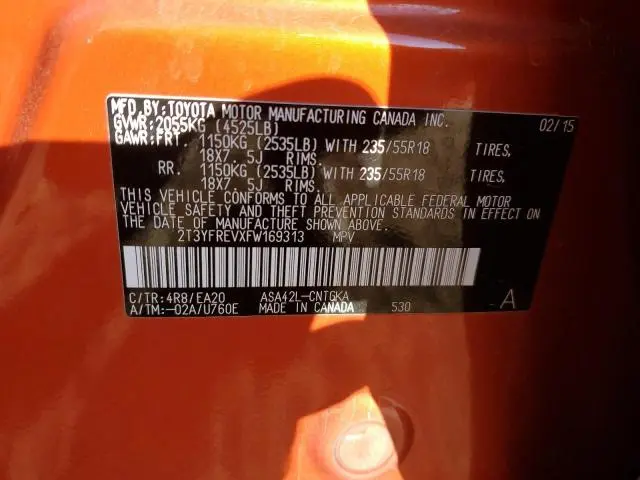 MFD. BY: TOYOTA MOTOR MANUFACTURING CANADA INC. 02/15
GVWR: 2055KG (4525LB)
GAWR: FRT. 1150KG (2535LB) WITH 235/55R18 TIRES,
18X7. 5J RIMS.
RR. 1150KG (2535LB) WITH 235/55R18 TIRES,
18X7. 5J RIMS.
THIS VEHICLE CONFORMS TO ALL APPLICABLE FEDERAL MOTOR
VEHICLE SAFETY AND THEFT PREVENTION STANDARDS IN EFFECT ON
THE DATE OF MANUFACTURE SHOWN ABOVE.
2T3YFREVXFW169313 MPV
C/TR: 4R8/EA20 ASA42L-CNTGKA
A/TM: -02A/U760E MADE IN CANADA 530 A